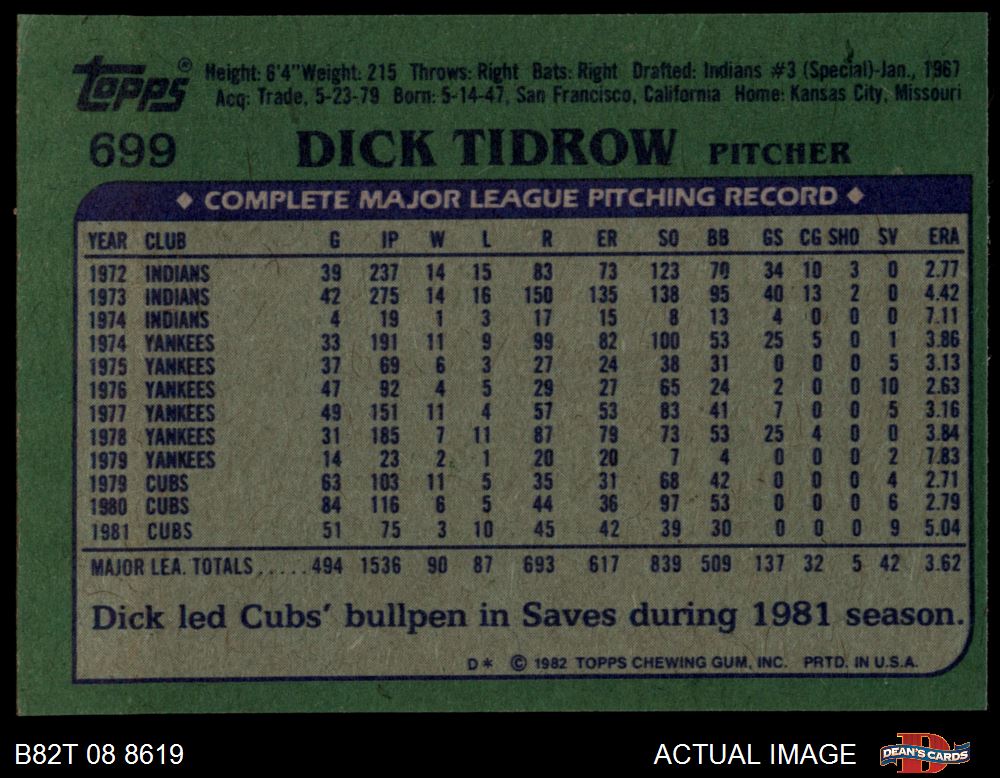 Topps® Height: 6'4" Weight: 215 Throws: Right Bats: Right Drafted: Indians #3 (Special)-Jan., 1967
Acq: Trade, 5-23-79 Born: 5-14-47, San Francisco, California Home: Kansas City, Missouri
699 DICK TIDROW PITCHER
◆ COMPLETE MAJOR LEAGUE PITCHING RECORD ◆
YEAR CLUB G IP W L R ER SO BB GS CG SHO SV ERA
1972 INDIANS 39 237 14 15 83 73 123 70 34 10 3 0 2.77
1973 INDIANS 42 275 14 16 150 135 138 95 40 13 2 0 4.42
1974 INDIANS 4 19 1 3 17 15 8 13 4 0 0 0 7.11
1974 YANKEES 33 191 11 9 99 82 100 53 25 5 0 1 3.86
1975 YANKEES 37 69 6 3 27 24 38 31 0 0 0 5 3.13
1976 YANKEES 47 92 4 5 29 27 65 24 2 0 0 10 2.63
1977 YANKEES 49 151 11 4 57 53 83 41 7 0 0 5 3.16
1978 YANKEES 31 185 7 11 87 79 73 53 25 4 0 0 3.84
1979 YANKEES 14 23 2 1 20 20 7 4 0 0 0 2 7.83
1979 CUBS 63 103 11 5 35 31 68 42 0 0 0 4 2.71
1980 CUBS 84 116 6 5 44 36 97 53 0 0 0 6 2.79
1981 CUBS 51 75 3 10 45 42 39 30 0 0 0 9 5.04
MAJOR LEA. TOTALS.....494 1536 90 87 693 617 839 509 137 32 5 42 3.62
Dick led Cubs' bullpen in Saves during 1981 season.
D* © 1982 TOPPS CHEWING GUM, INC. PRTD. IN U.S.A.
B82T 08 8619 ACTUAL IMAGE DEAN'S CARDS